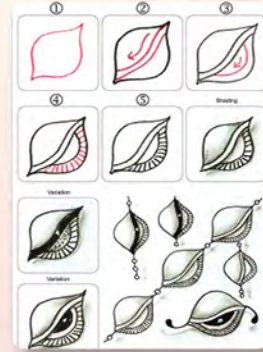 ①
②
③
④
⑤
Shading
Variation
Variation